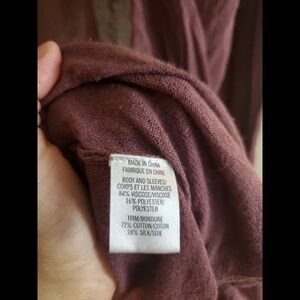 MADE IN CHINA
FABRIQUE EN CHINE
BODY AND SLEEVES/
CORPS ET LES MANCHES
84% VISCOSE/VISCOSE
16% POLYESTER/
POLYESTER
TRIM/BORDURE
72% COTTON/COTON
28% SILK/SOIE